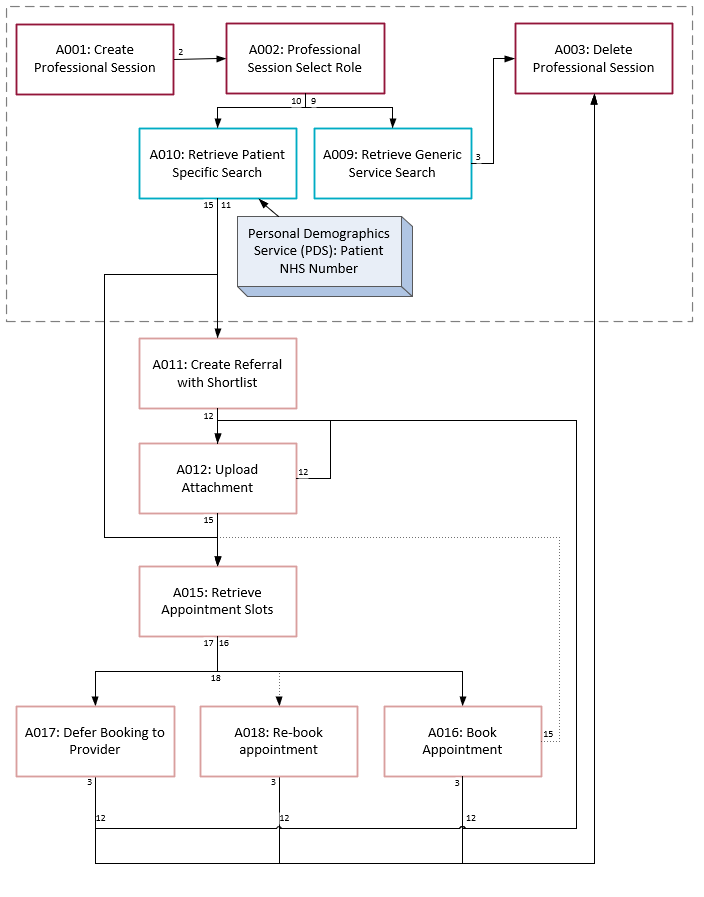 A001: Create
Professional Session
2
A002: Professional
Session Select Role
A003: Delete
Professional Session
10
9
A010: Retrieve Patient
Specific Search
A009: Retrieve Generic
Service Search
3
15
11
Personal Demographics
Service (PDS): Patient
NHS Number
A011: Create Referral
with Shortlist
12
A012: Upload
Attachment
12
15
A015: Retrieve
Appointment Slots
17
16
18
A017: Defer Booking to
Provider
A018: Re-book
appointment
A016: Book
Appointment
15
3
3
3
12
12
12